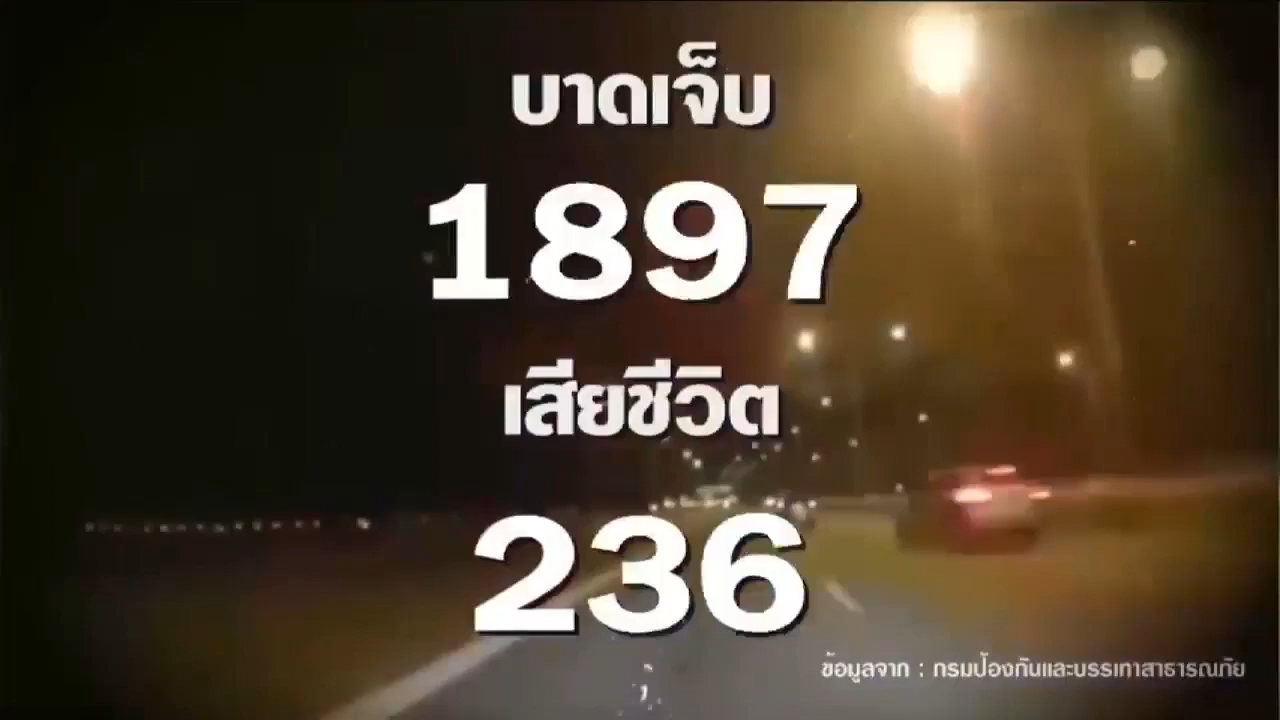 บาดเจ็บ
1897
เสียชีวิต
236
ข้อมูลจาก : กรมป้องกันและบรรเทาสาธารณภัย